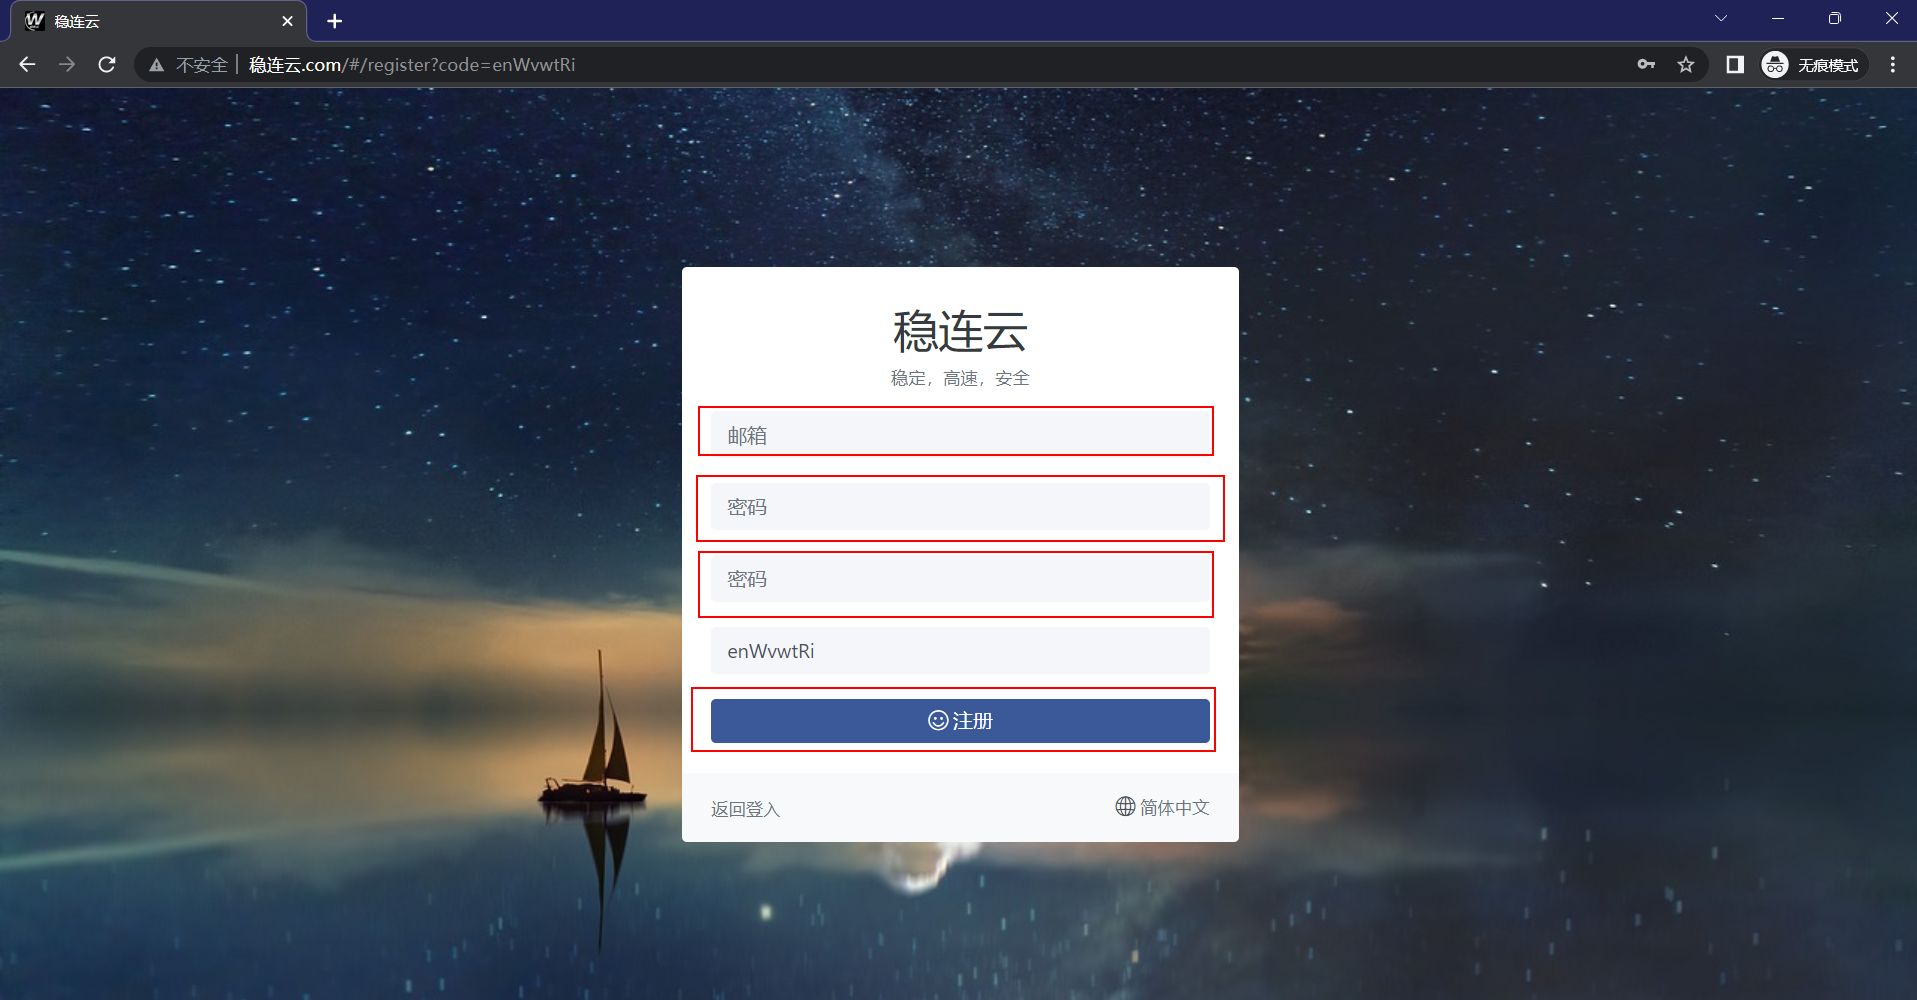 稳连云
不安全 稳连云.com/#/register?code=enWvwtRi
无痕模式
稳连云
稳定，高速，安全
邮箱
密码
密码
enWvwtRi
注册
返回登入
简体中文